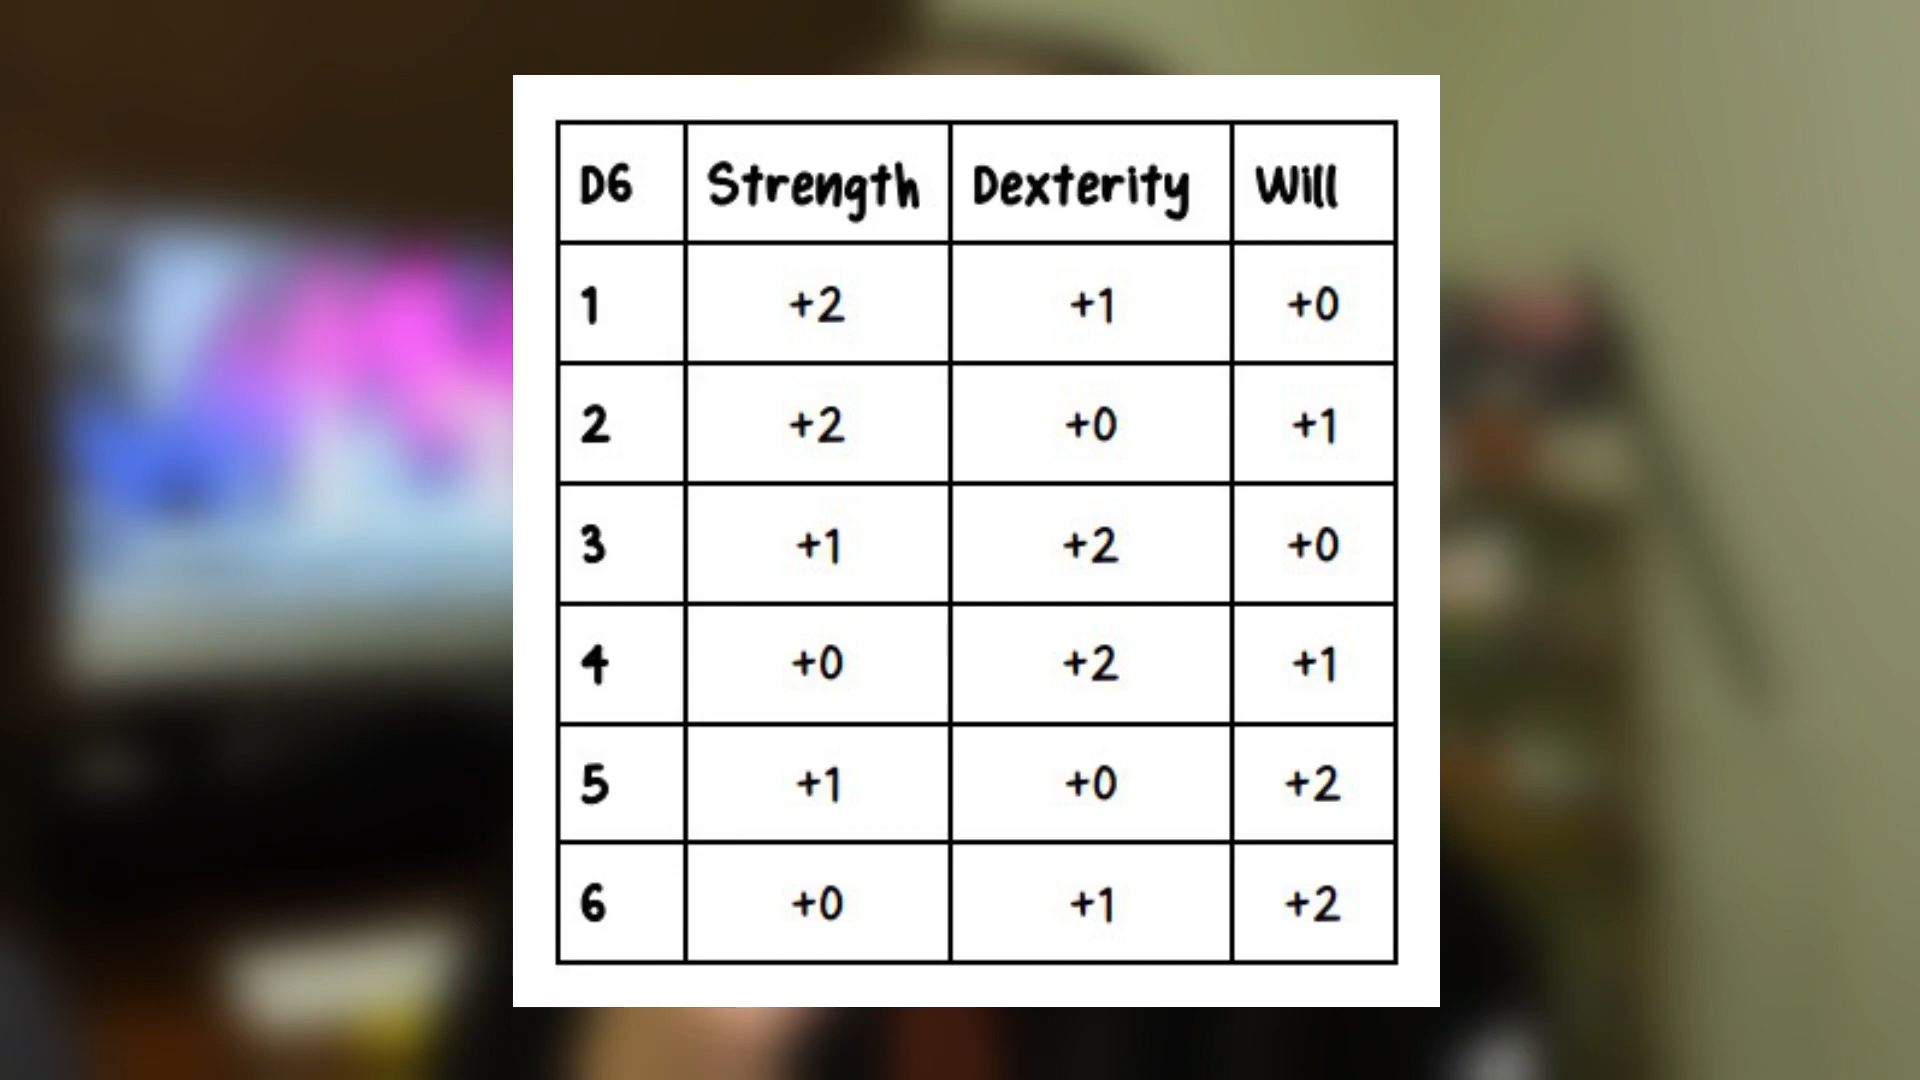 D6 Strength Dexterity Will
1 +2 +1 +0
2 +2 +0 +1
3 +1 +2 +0
4 +0 +2 +1
5 +1 +0 +2
6 +0 +1 +2